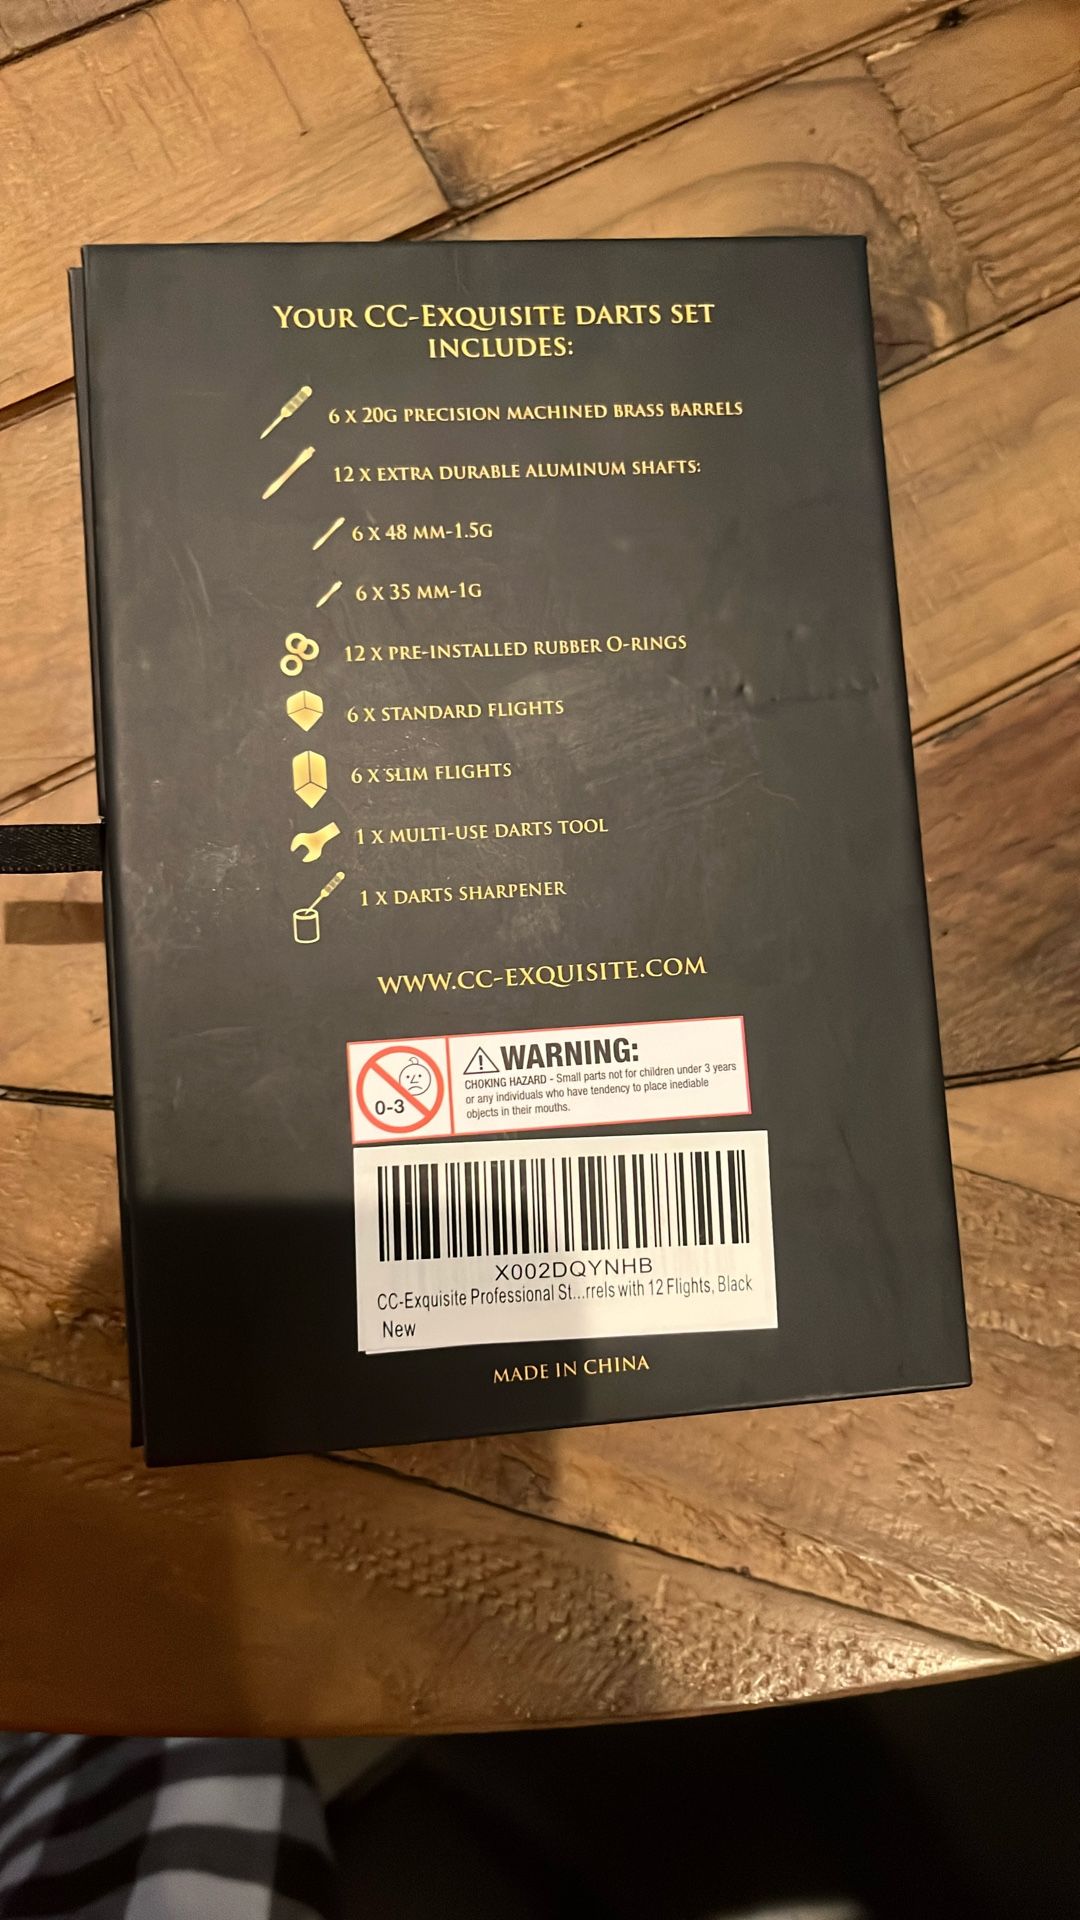 YOUR CC-EXQUISITE DARTS SET
INCLUDES:
6 X 20G PRECISION MACHINED BRASS BARRELS
12 X EXTRA DURABLE ALUMINUM SHAFTS:
6 X 48 MM-1.5G
6 X 35 MM-1G
12 X PRE-INSTALLED RUBBER O-RINGS
6 X STANDARD FLIGHTS
6 X SLIM FLIGHTS
1 X MULTI-USE DARTS TOOL
1 X DARTS SHARPENER
WWW.CC-EXQUISITE.COM
0-3
WARNING:
CHOKING HAZARD - Small parts not for children under 3 years
or any individuals who have tendency to place inediable
objects in their mouths.
X002DQYNHB
CC-Exquisite Professional St...rrels with 12 Flights, Black
New
MADE IN CHINA